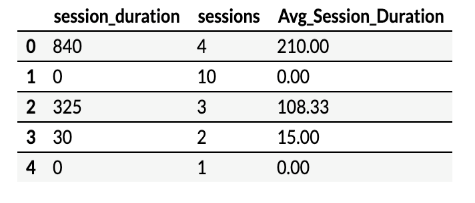 session_duration sessions Avg_Session_Duration
0 840 4 210.00
1 0 10 0.00
2 325 3 108.33
3 30 2 15.00
4 0 1 0.00